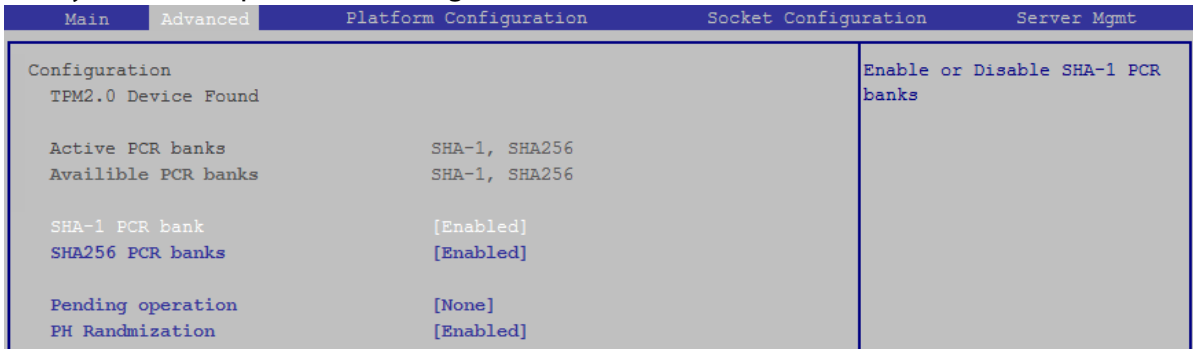 Main Advanced Platform Configuration Socket Configuration Server Mgmt
Configuration
TPM2.0 Device Found
Active PCR banks SHA-1, SHA256
Availible PCR banks SHA-1, SHA256
SHA-1 PCR bank [Enabled]
SHA256 PCR banks [Enabled]
Pending operation [None]
PH Randmization [Enabled]
Enable or Disable SHA-1 PCR
banks